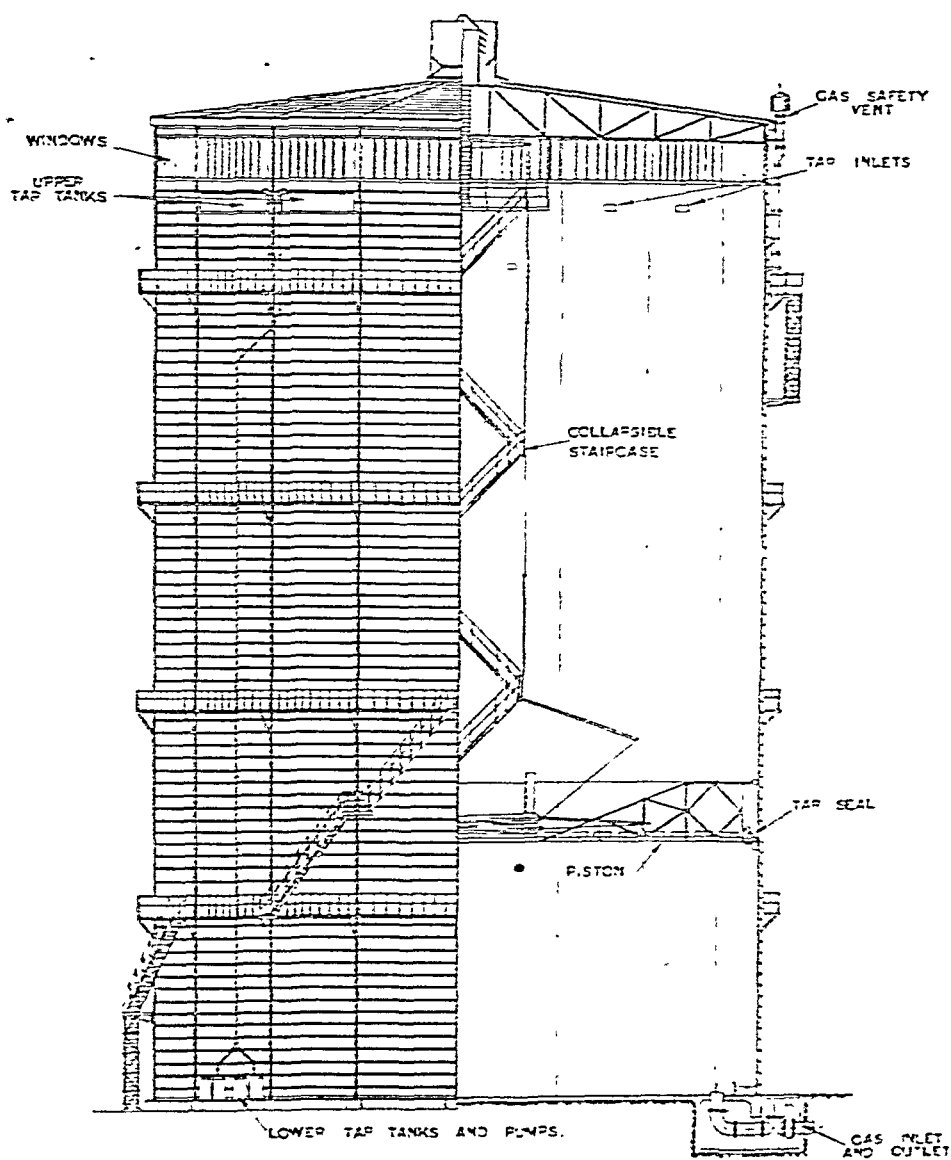 GAS SAFETY
VENT
WINDOWS
TAR INLETS
UPPER
TAR TANKS
COLLAPSIBLE
STAIRCASE
TAR SEAL
PISTON
LOWER TAR TANKS AND PUMPS.
GAS INLET
AND OUTLET